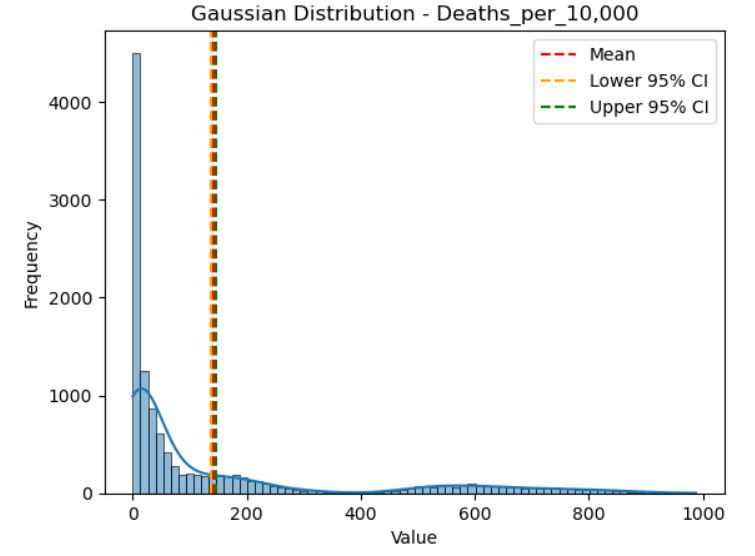 Gaussian Distribution - Deaths_per_10,000
Mean
Lower 95% CI
Upper 95% CI
Frequency
4000
3000
2000
1000
0
0 200 400 600 800 1000
Value